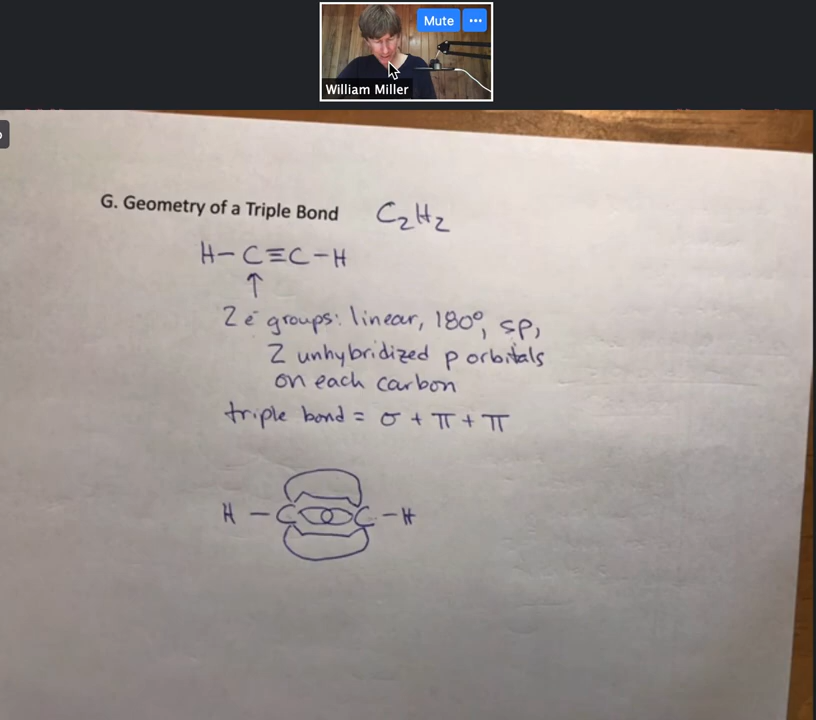 Mute
William Miller
G. Geometry of a Triple Bond C₂H₂
H-C≡C-H
↑
2 e⁻ groups: linear, 180°, sp,
2 unhybridized p orbitals
on each carbon
triple bond = σ + π + π
H - C C - H